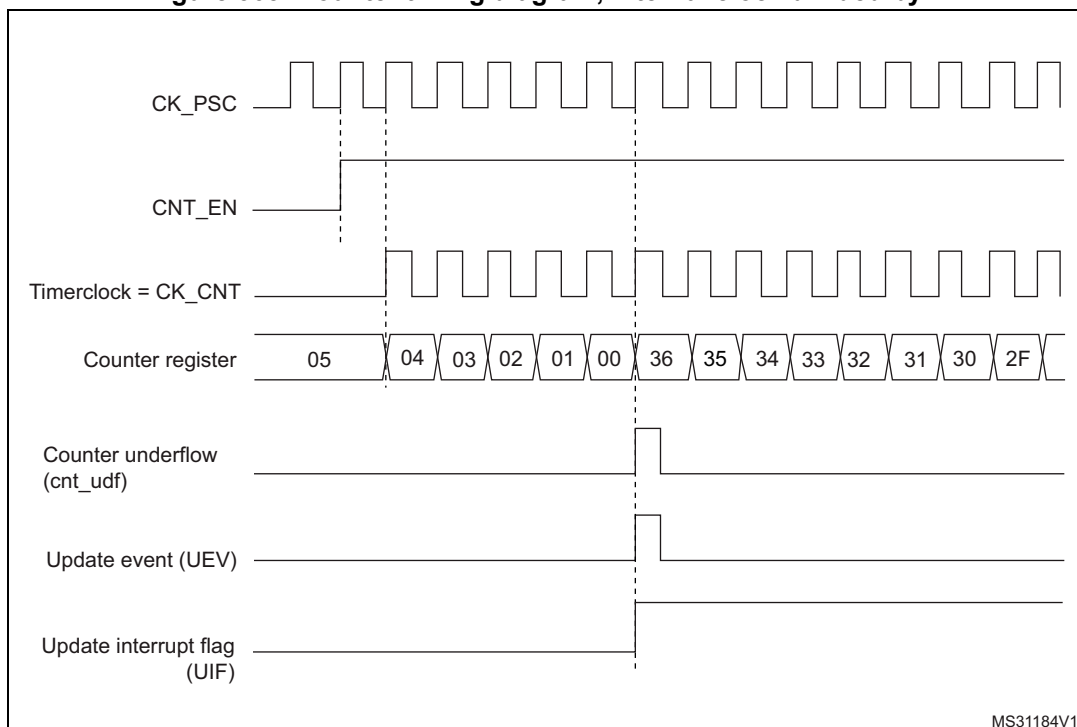 CK_PSC
CNT_EN
Timerclock = CK_CNT
Counter register
05 04 03 02 01 00 36 35 34 33 32 31 30 2F
Counter underflow
(cnt_udf)
Update event (UEV)
Update interrupt flag
(UIF)
MS31184V1